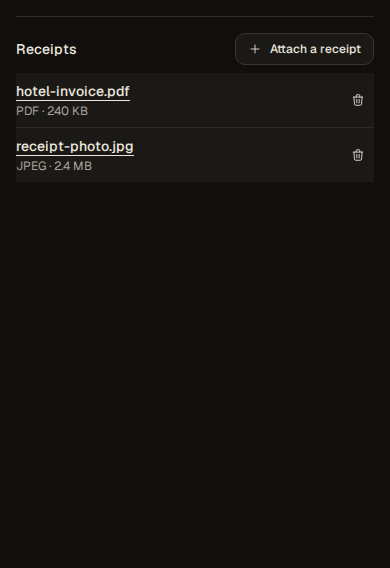 Receipts
Attach a receipt
hotel-invoice.pdf
PDF · 240 KB
receipt-photo.jpg
JPEG · 2.4 MB